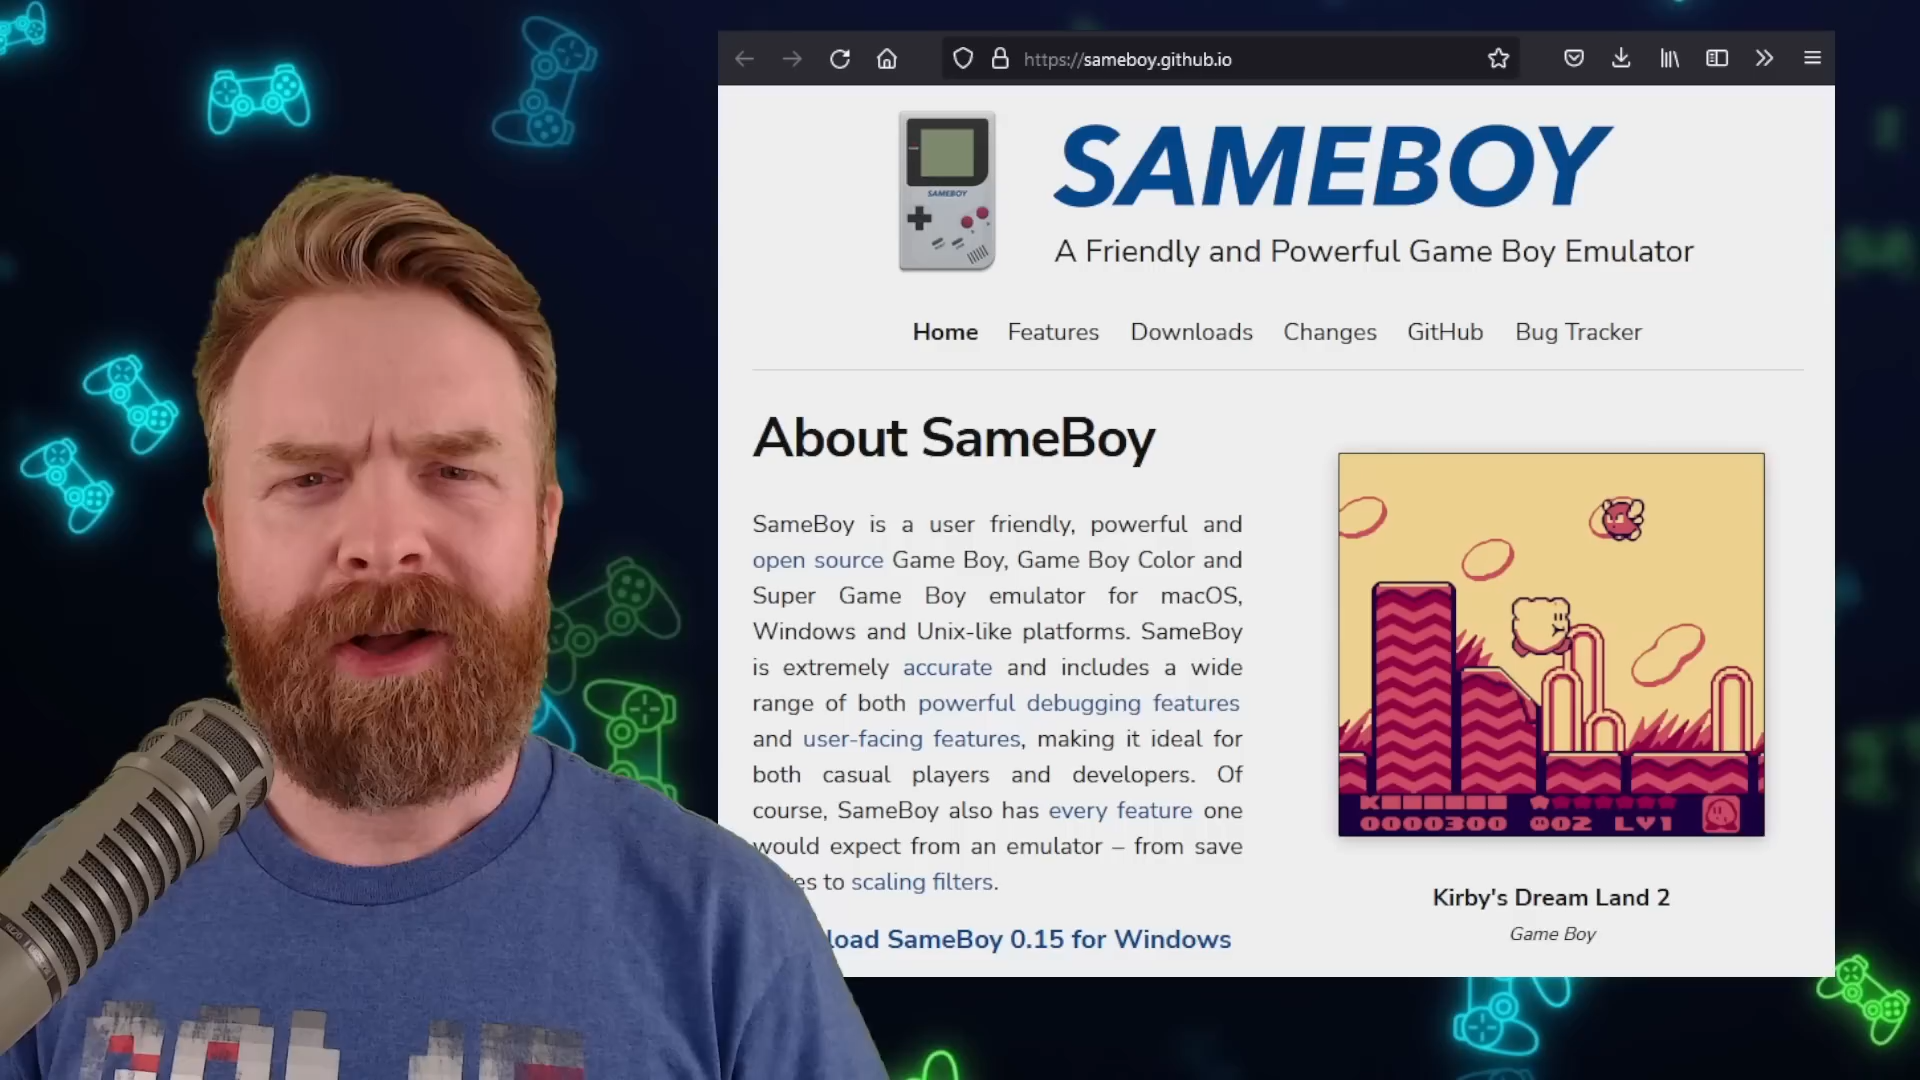 https://sameboy.github.io
SAMEBOY
SAMEBOY
A Friendly and Powerful Game Boy Emulator
Home Features Downloads Changes GitHub Bug Tracker
About SameBoy
SameBoy is a user friendly, powerful and
open source Game Boy, Game Boy Color and
Super Game Boy emulator for macOS,
Windows and Unix-like platforms. SameBoy
is extremely accurate and includes a wide
range of both powerful debugging features
and user-facing features, making it ideal for
both casual players and developers. Of
course, SameBoy also has every feature one
would expect from an emulator – from save
es to scaling filters.
load SameBoy 0.15 for Windows
0000300 002 LV1
Kirby's Dream Land 2
Game Boy